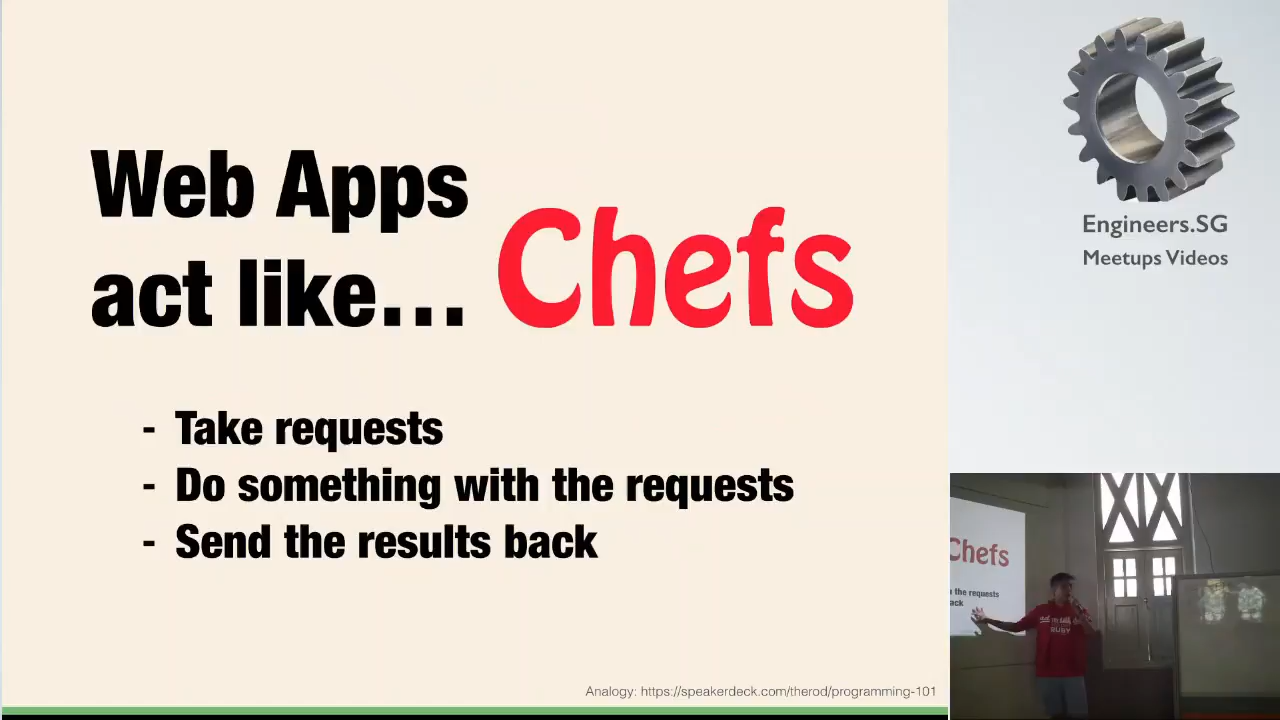 Web Apps
act like... Chefs
- Take requests
- Do something with the requests
- Send the results back
Analogy: https://speakerdeck.com/therod/programming-101
Engineers.SG
Meetups Videos
Chefs
the requests
ack
RUBY